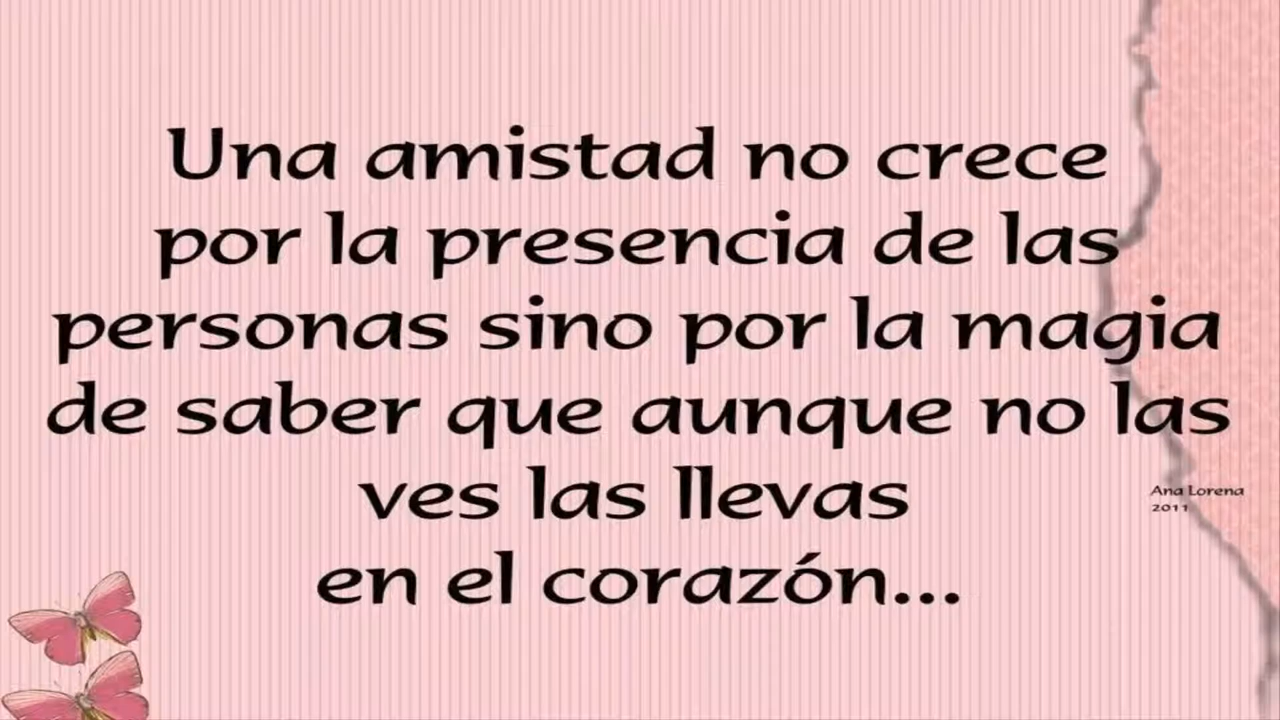 Una amistad no crece
por la presencia de las
personas sino por la magia
de saber que aunque no las
ves las llevas
en el corazón...
Ana Lorena
2011